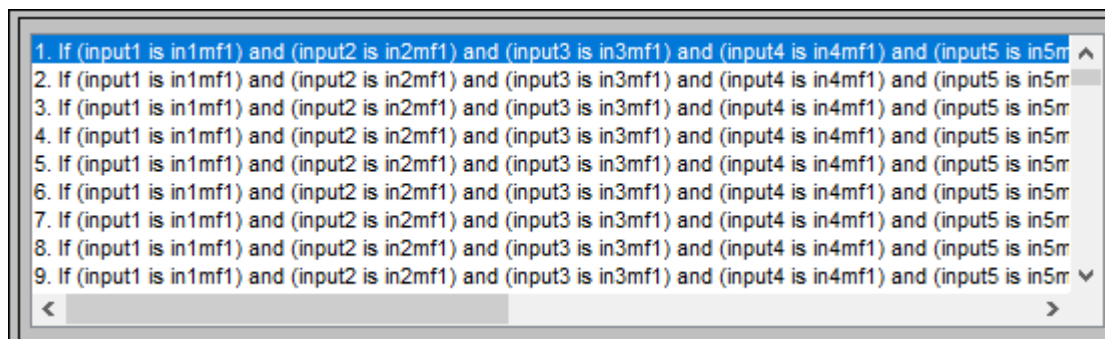 1. If (input1 is in1mf1) and (input2 is in2mf1) and (input3 is in3mf1) and (input4 is in4mf1) and (input5 is in5m
2. If (input1 is in1mf1) and (input2 is in2mf1) and (input3 is in3mf1) and (input4 is in4mf1) and (input5 is in5m
3. If (input1 is in1mf1) and (input2 is in2mf1) and (input3 is in3mf1) and (input4 is in4mf1) and (input5 is in5m
4. If (input1 is in1mf1) and (input2 is in2mf1) and (input3 is in3mf1) and (input4 is in4mf1) and (input5 is in5m
5. If (input1 is in1mf1) and (input2 is in2mf1) and (input3 is in3mf1) and (input4 is in4mf1) and (input5 is in5m
6. If (input1 is in1mf1) and (input2 is in2mf1) and (input3 is in3mf1) and (input4 is in4mf1) and (input5 is in5m
7. If (input1 is in1mf1) and (input2 is in2mf1) and (input3 is in3mf1) and (input4 is in4mf1) and (input5 is in5m
8. If (input1 is in1mf1) and (input2 is in2mf1) and (input3 is in3mf1) and (input4 is in4mf1) and (input5 is in5m
9. If (input1 is in1mf1) and (input2 is in2mf1) and (input3 is in3mf1) and (input4 is in4mf1) and (input5 is in5m